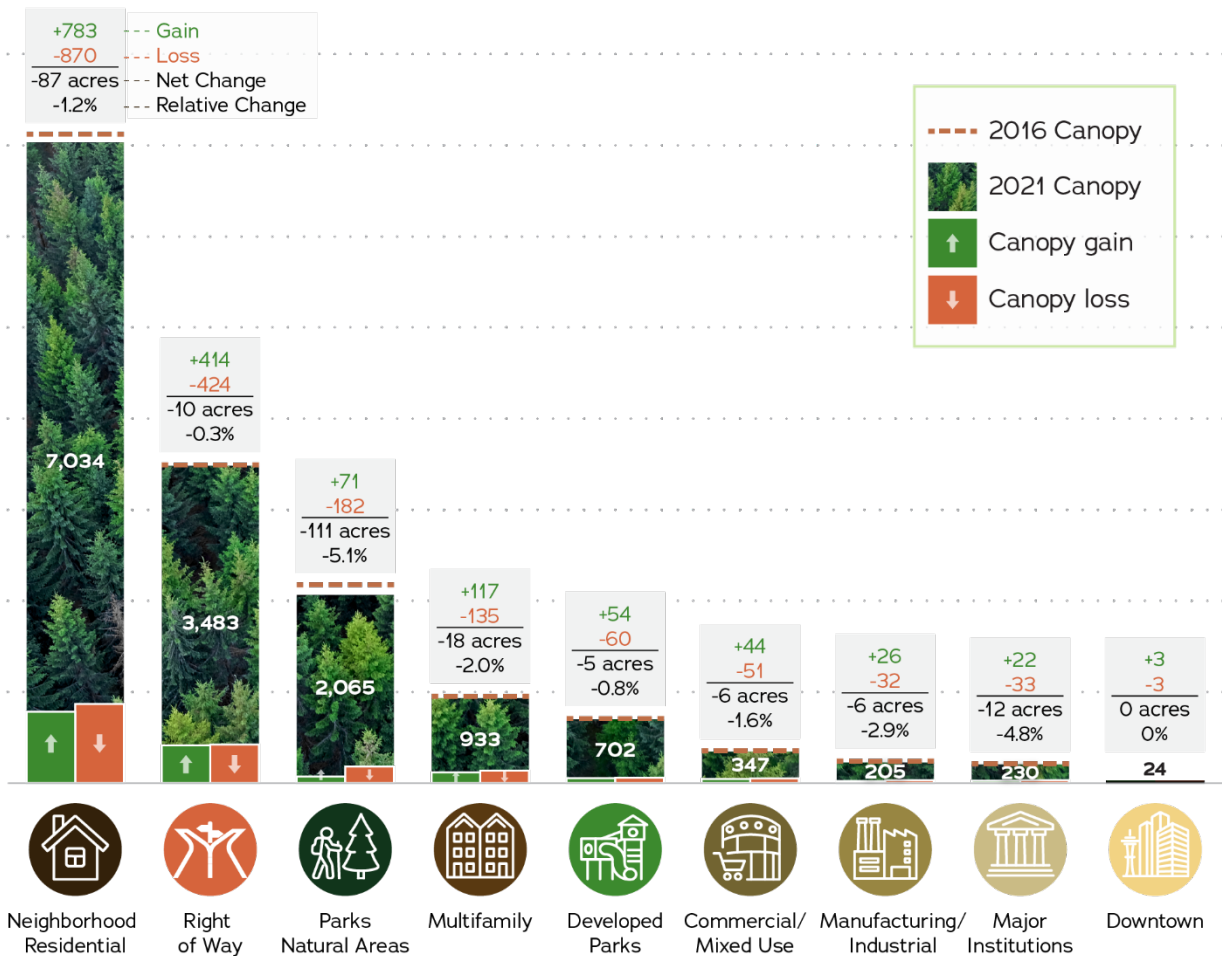 +783
-870
-87 acres
-1.2%
Gain
Loss
Net Change
Relative Change
2016 Canopy
2021 Canopy
Canopy gain
Canopy loss
+414
-424
-10 acres
-0.3%
+71
-182
-111 acres
-5.1%
+117
-135
-18 acres
-2.0%
+54
-60
-5 acres
-0.8%
+44
-51
-6 acres
-1.6%
+26
-32
-6 acres
-2.9%
+22
-33
-12 acres
-4.8%
+3
-3
0 acres
0%
7,034
3,483
2,065
933
702
347
205
230
24
Neighborhood
Residential
Right
of Way
Parks
Natural Areas
Multifamily
Developed
Parks
Commercial/
Mixed Use
Manufacturing/
Industrial
Major
Institutions
Downtown